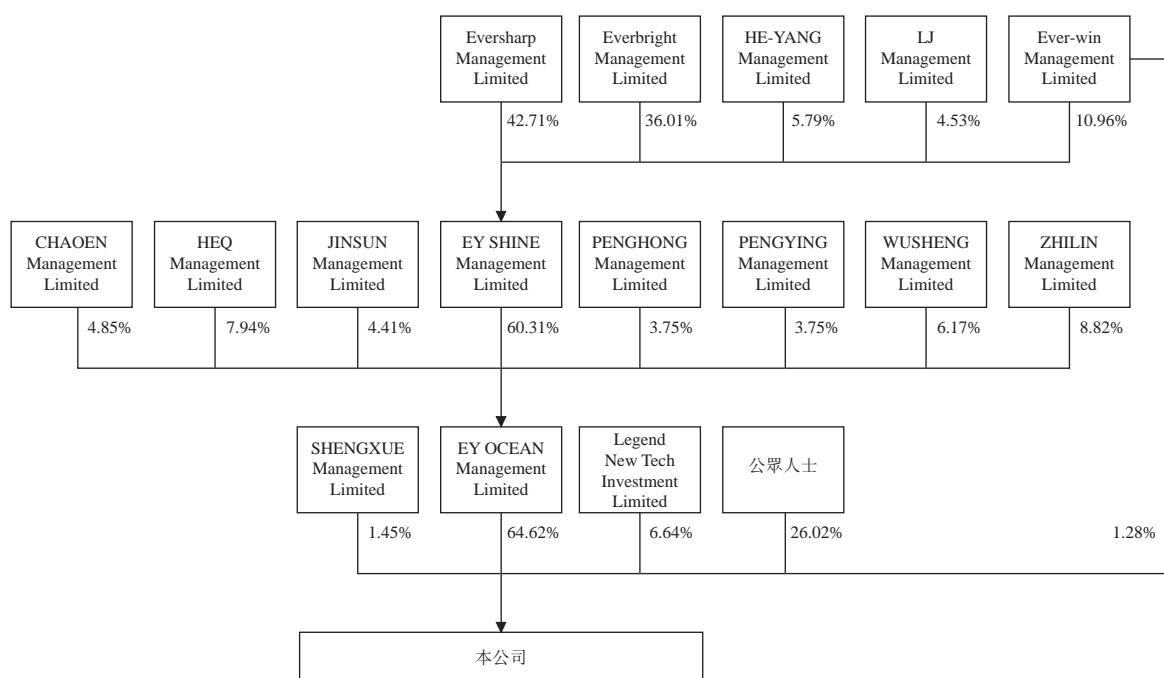 Eversharp
Management
Limited
Everbright
Management
Limited
HE-YANG
Management
Limited
LJ
Management
Limited
Ever-win
Management
Limited
42.71%
36.01%
5.79%
4.53%
10.96%
CHAOEN
Management
Limited
HEQ
Management
Limited
JINSUN
Management
Limited
EY SHINE
Management
Limited
PENGHONG
Management
Limited
PENGYING
Management
Limited
WUSHENG
Management
Limited
ZHILIN
Management
Limited
4.85%
7.94%
4.41%
60.31%
3.75%
3.75%
6.17%
8.82%
SHENGXUE
Management
Limited
EY OCEAN
Management
Limited
Legend
New Tech
Investment
Limited
公眾人士
1.45%
64.62%
6.64%
26.02%
1.28%
本公司